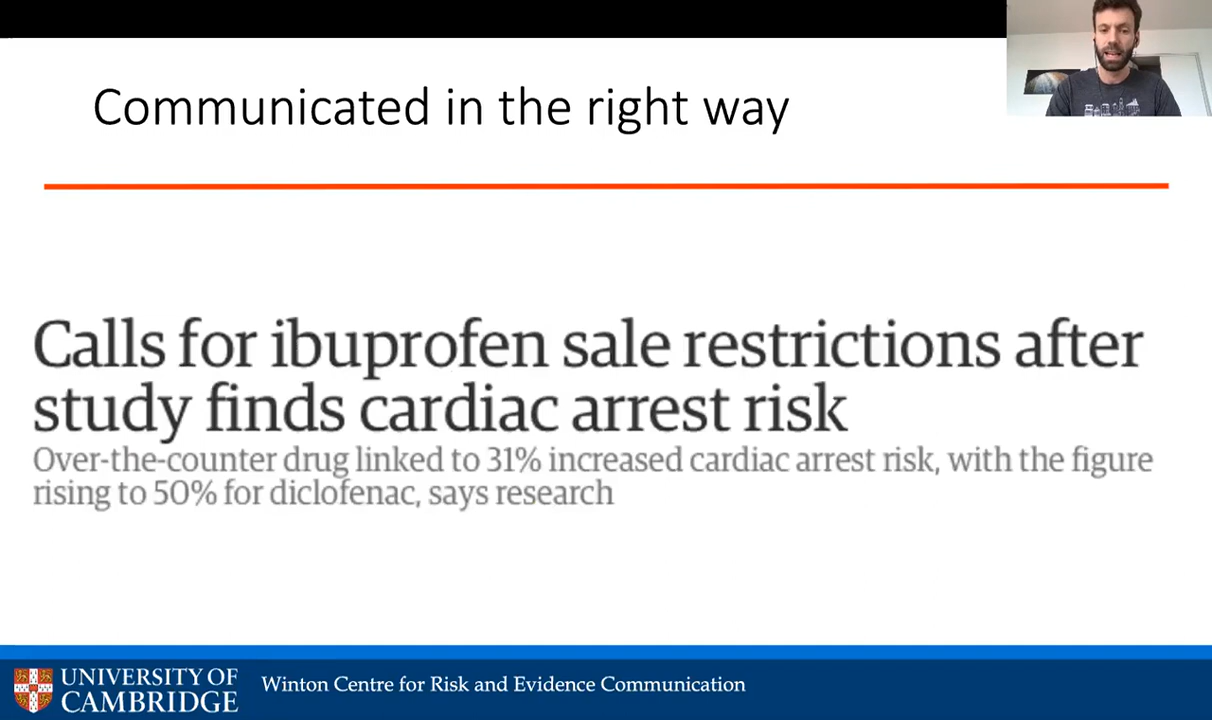 Communicated in the right way
Calls for ibuprofen sale restrictions after
study finds cardiac arrest risk
Over-the-counter drug linked to 31% increased cardiac arrest risk, with the figure
rising to 50% for diclofenac, says research
UNIVERSITY OF
CAMBRIDGE
Winton Centre for Risk and Evidence Communication